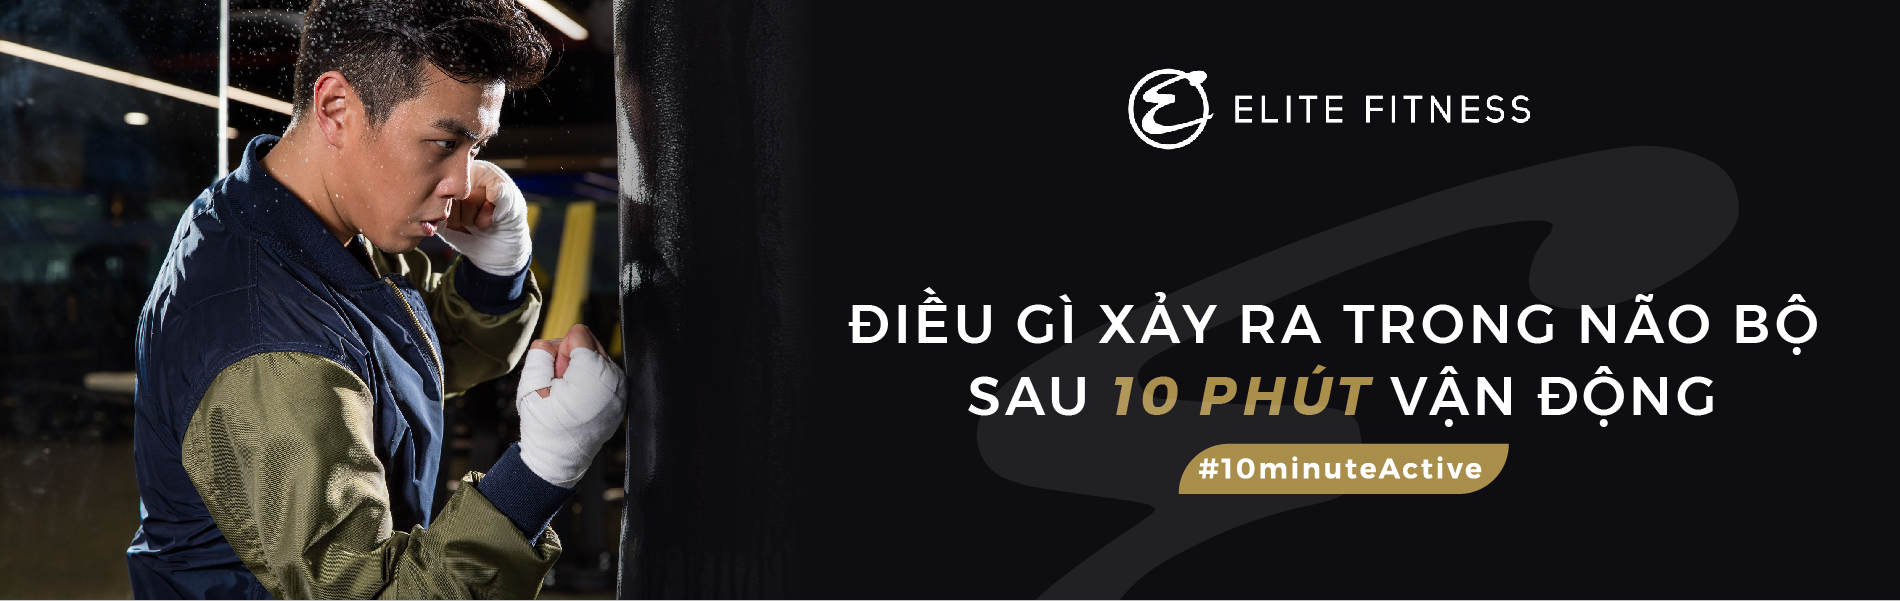 ELITE FITNESS
ĐIỀU GÌ XẢY RA TRONG NÃO BỘ
SAU 10 PHÚT VẬN ĐỘNG
#10minuteActive